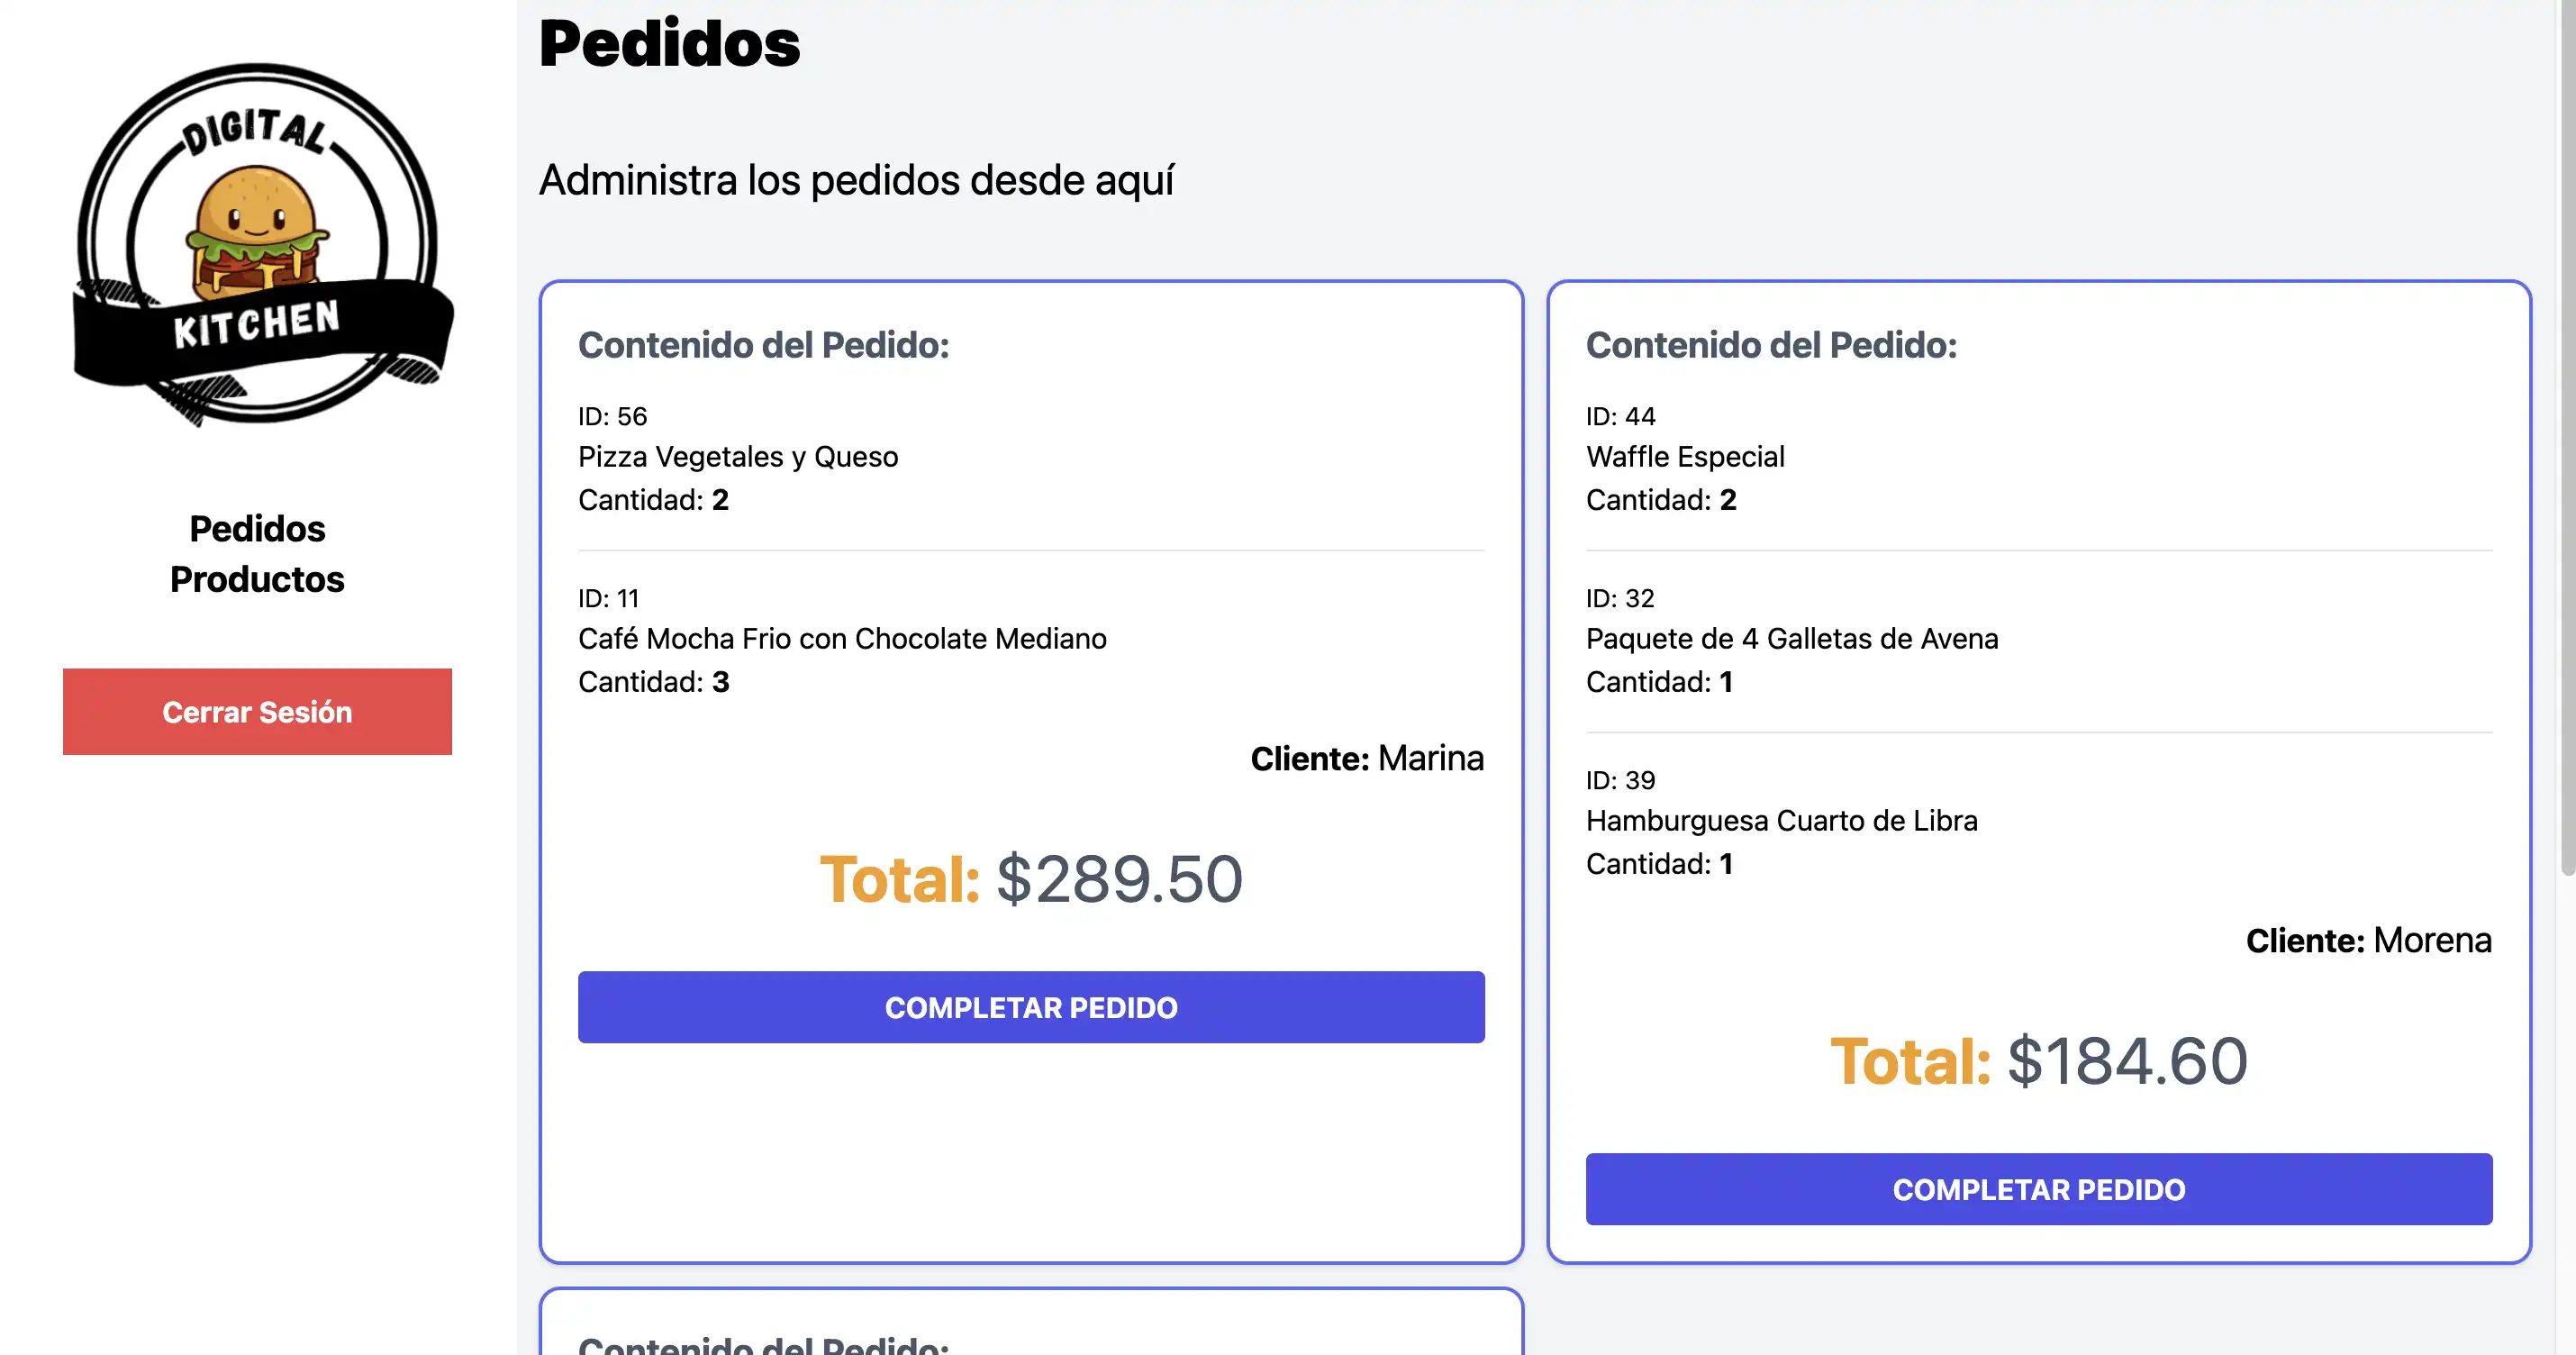 DIGITAL
KITCHEN
Pedidos
Productos
Cerrar Sesión
Pedidos
Administra los pedidos desde aquí
Contenido del Pedido:
ID: 56
Pizza Vegetales y Queso
Cantidad: 2
ID: 11
Café Mocha Frio con Chocolate Mediano
Cantidad: 3
Cliente: Marina
Total: $289.50
COMPLETAR PEDIDO
Contenido del Pedido:
ID: 44
Waffle Especial
Cantidad: 2
ID: 32
Paquete de 4 Galletas de Avena
Cantidad: 1
ID: 39
Hamburguesa Cuarto de Libra
Cantidad: 1
Cliente: Morena
Total: $184.60
COMPLETAR PEDIDO
Contenido del Pedido: